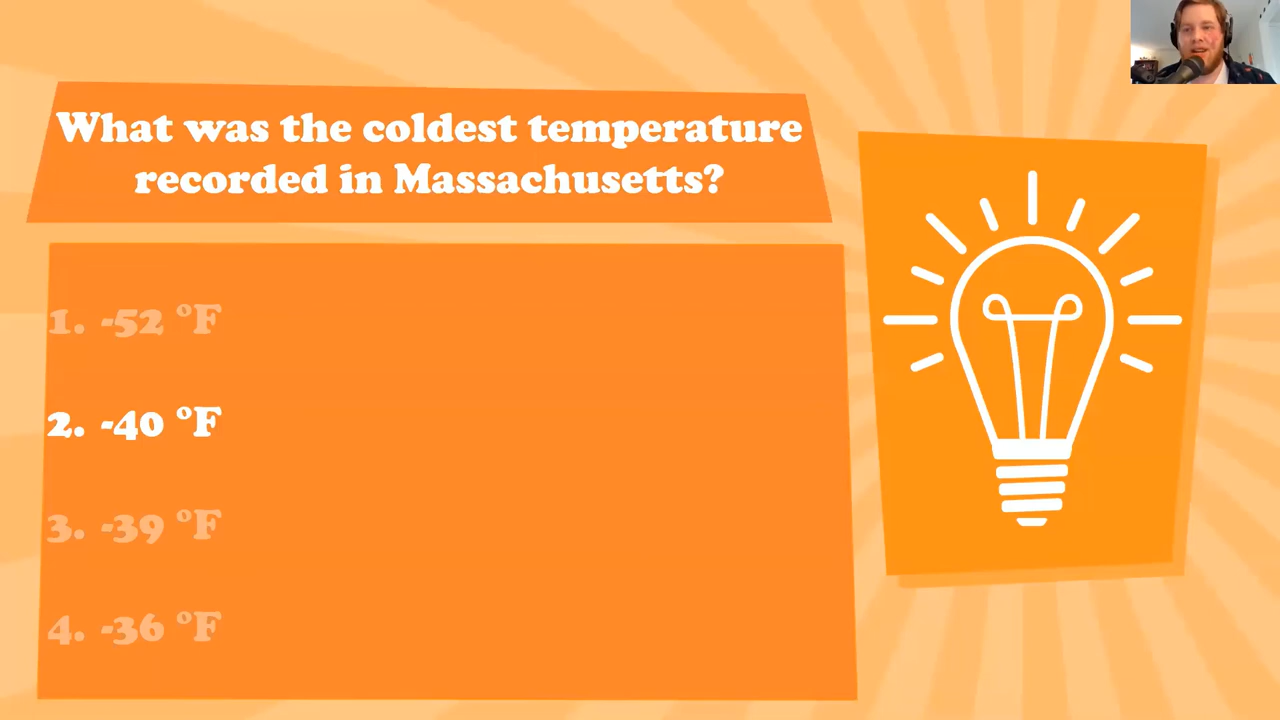 What was the coldest temperature
recorded in Massachusetts?
1. -52 °F
2. -40 °F
3. -39 °F
4. -36 °F